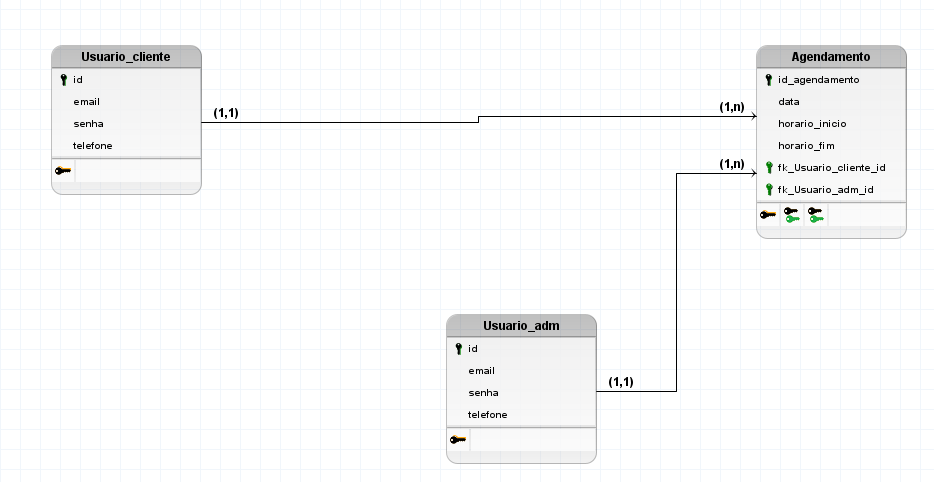 Usuario_cliente
id
email
senha
telefone
(1,1)
(1,n)
Agendamento
id_agendamento
data
horario_inicio
horario_fim
fk_Usuario_cliente_id
fk_Usuario_adm_id
(1,n)
Usuario_adm
id
email
senha
telefone
(1,1)